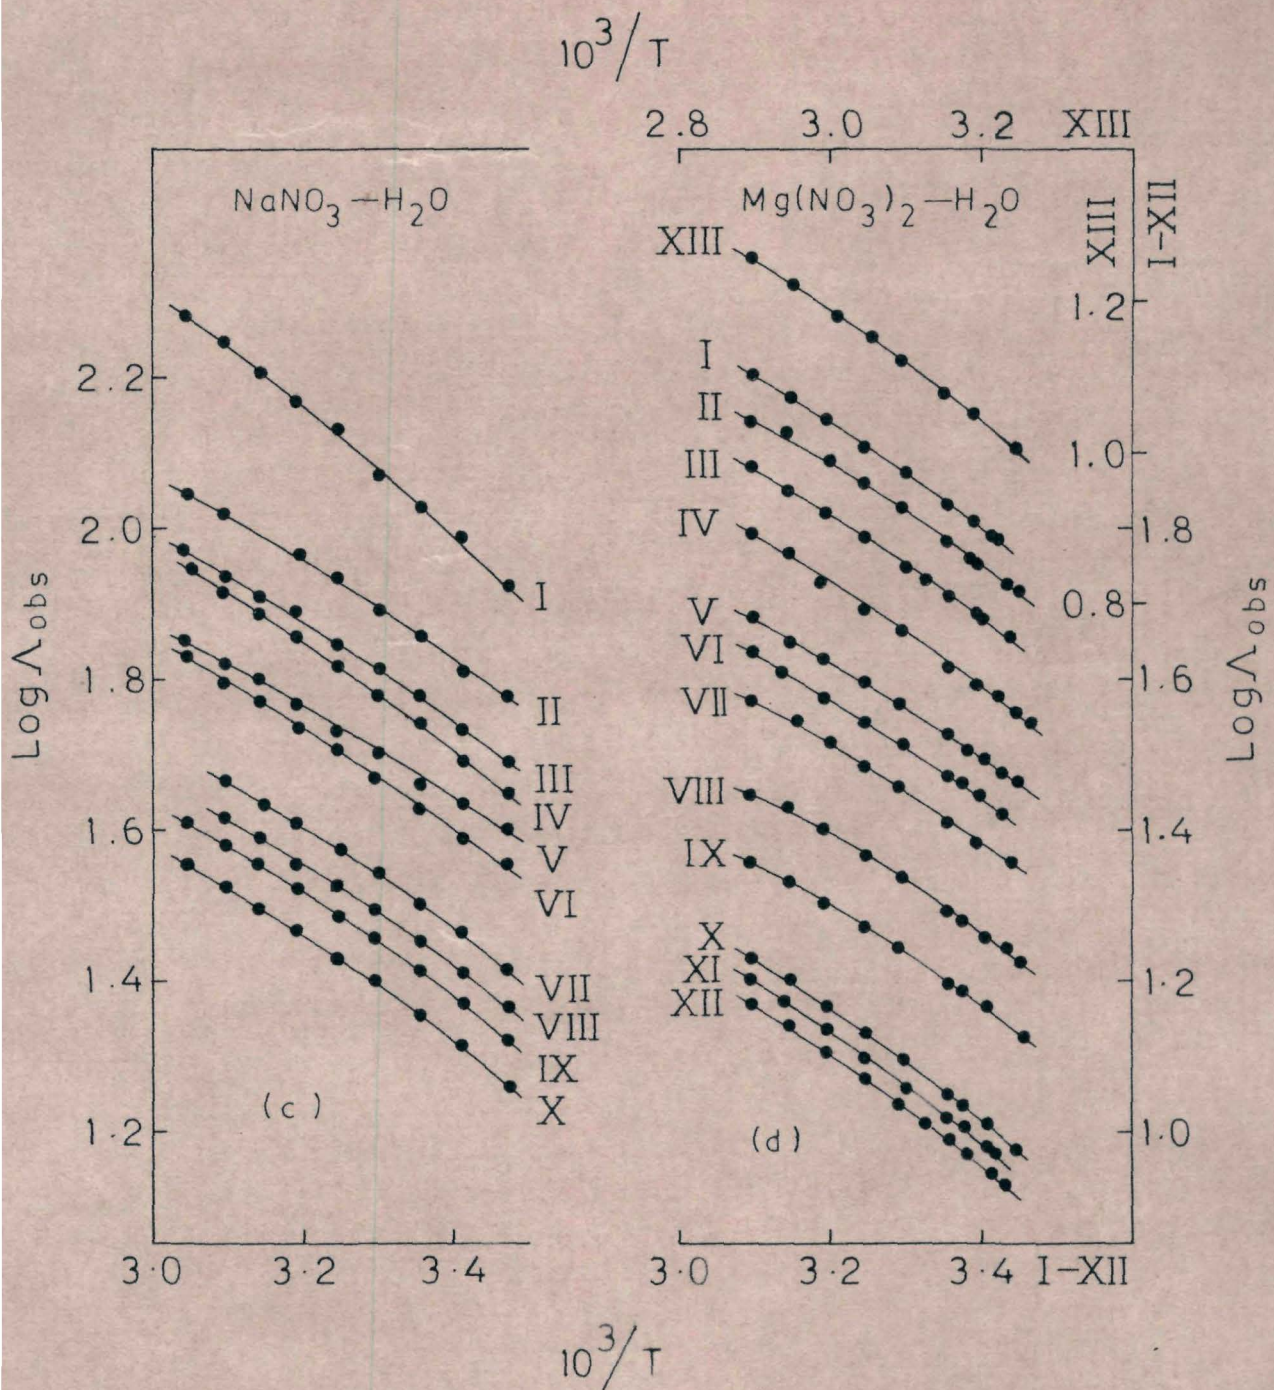 10³/T
2.8 3.0 3.2 XIII
NaNO₃–H₂O
Mg(NO₃)₂–H₂O
XIII
I–XII
XIII
1.2
I
2.2
II
1.0
III
IV
2.0
1.8
I
0.8
V
VI
1.8
1.6
VII
II
Log Λobs
Log Λobs
III
VIII
IV
1.6
1.4
V
IX
VI
X
XI
1.4
1.2
VII
XII
VIII
IX
(c)
X
1.2
(d)
1.0
3.0 3.2 3.4
3.0 3.2 3.4 I–XII
10³/T